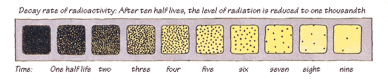 Decay rate of radioactivity: After ten half lives, the level of radiation is reduced to one thousandth
Time: One half life two three four five six seven eight nine